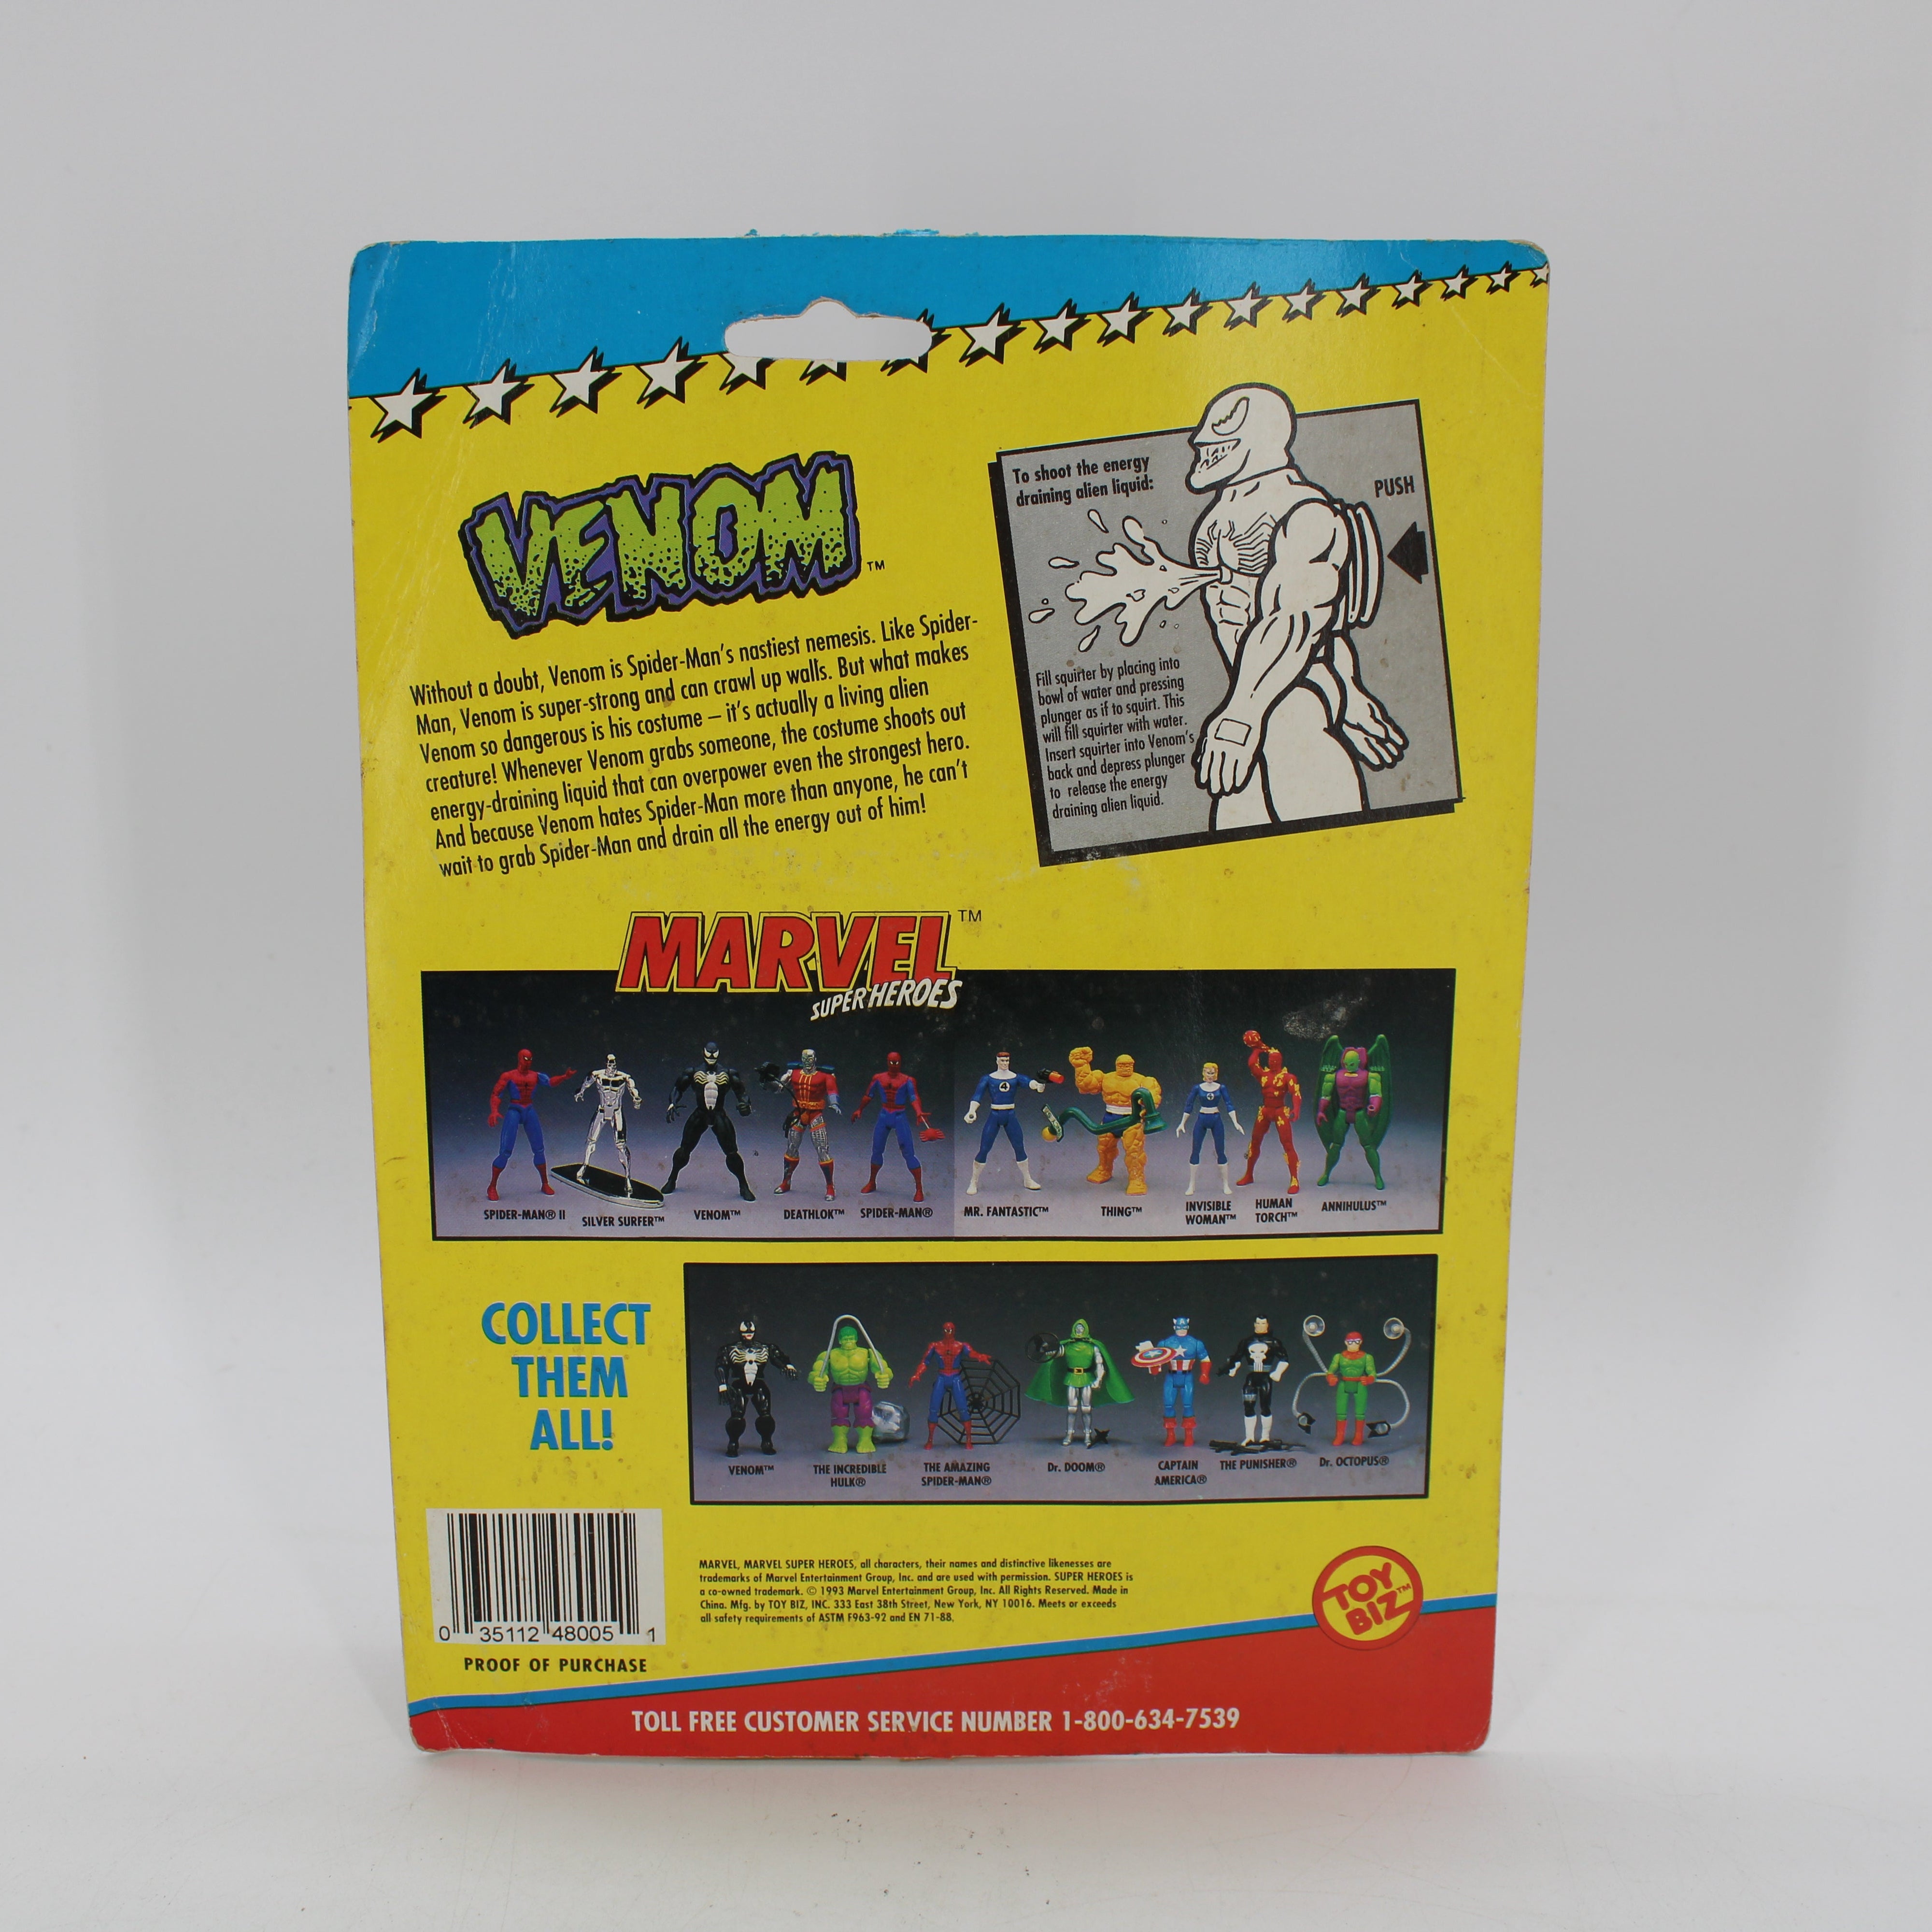 VENOM™
Without a doubt, Venom is Spider-Man's nastiest nemesis. Like Spider-
Man, Venom is super-strong and can crawl up walls. But what makes
Venom so dangerous is his costume – it's actually a living alien
creature! Whenever Venom grabs someone, the costume shoots out
energy-draining liquid that can overpower even the strongest hero.
And because Venom hates Spider-Man more than anyone, he can't
wait to grab Spider-Man and drain all the energy out of him!
To shoot the energy
draining alien liquid:
PUSH
Fill squirter by placing into
bowl of water and pressing
plunger as if to squirt. This
will fill squirter with water.
Insert squirter into Venom's
back and depress plunger
to release the energy
draining alien liquid.
MARVEL™
SUPER HEROES
4
SPIDER-MAN® II
SILVER SURFER™
VENOM™
DEATHLOK™
SPIDER-MAN®
MR. FANTASTIC™
THING™
INVISIBLE
WOMAN™
HUMAN
TORCH™
ANNIHULUS™
COLLECT
THEM
ALL!
VENOM™
THE INCREDIBLE
HULK®
THE AMAZING
SPIDER-MAN®
Dr. DOOM®
CAPTAIN
AMERICA®
THE PUNISHER®
Dr. OCTOPUS®
0 35112 48005 1
PROOF OF PURCHASE
MARVEL, MARVEL SUPER HEROES, all characters, their names and distinctive likenesses are
trademarks of Marvel Entertainment Group, Inc. and are used with permission. SUPER HEROES is
a co-owned trademark. © 1993 Marvel Entertainment Group, Inc. All Rights Reserved. Made in
China. Mfg. by TOY BIZ, INC. 333 East 38th Street, New York, NY 10016. Meets or exceeds
all safety requirements of ASTM F963-92 and EN 71-88.
TOY
BIZ™
TOLL FREE CUSTOMER SERVICE NUMBER 1-800-634-7539